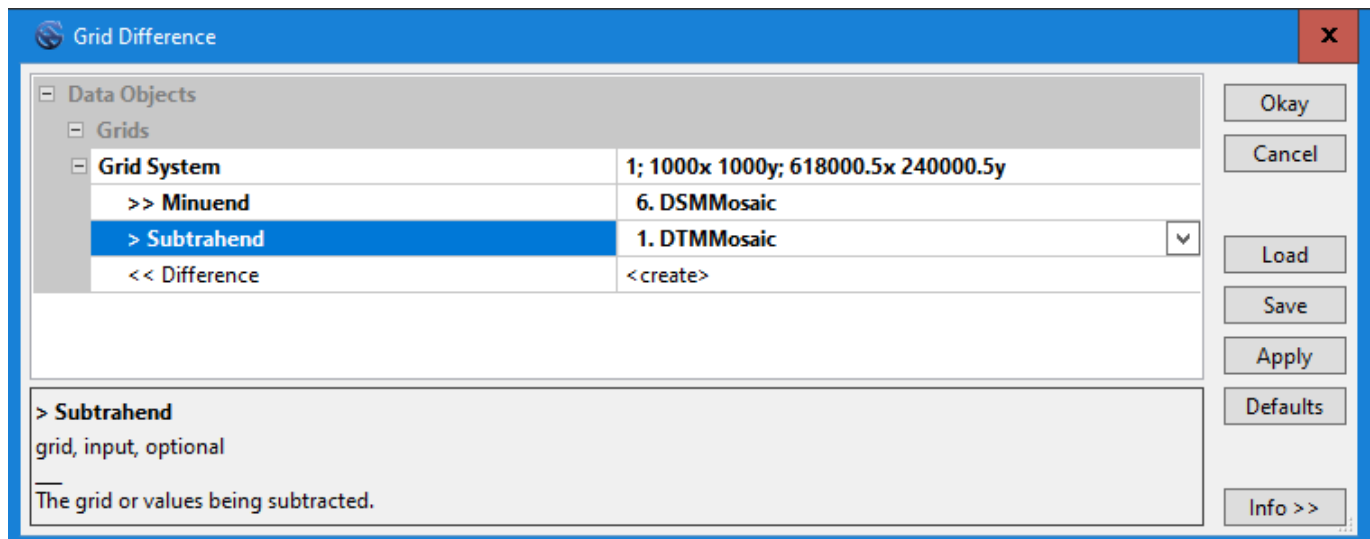 Grid Difference
x
Data Objects
Grids
Grid System 1; 1000x 1000y; 618000.5x 240000.5y
>> Minuend 6. DSMMosaic
> Subtrahend 1. DTMMosaic
<< Difference <create>
Okay
Cancel
Load
Save
Apply
Defaults
Info >>
> Subtrahend
grid, input, optional
__
The grid or values being subtracted.